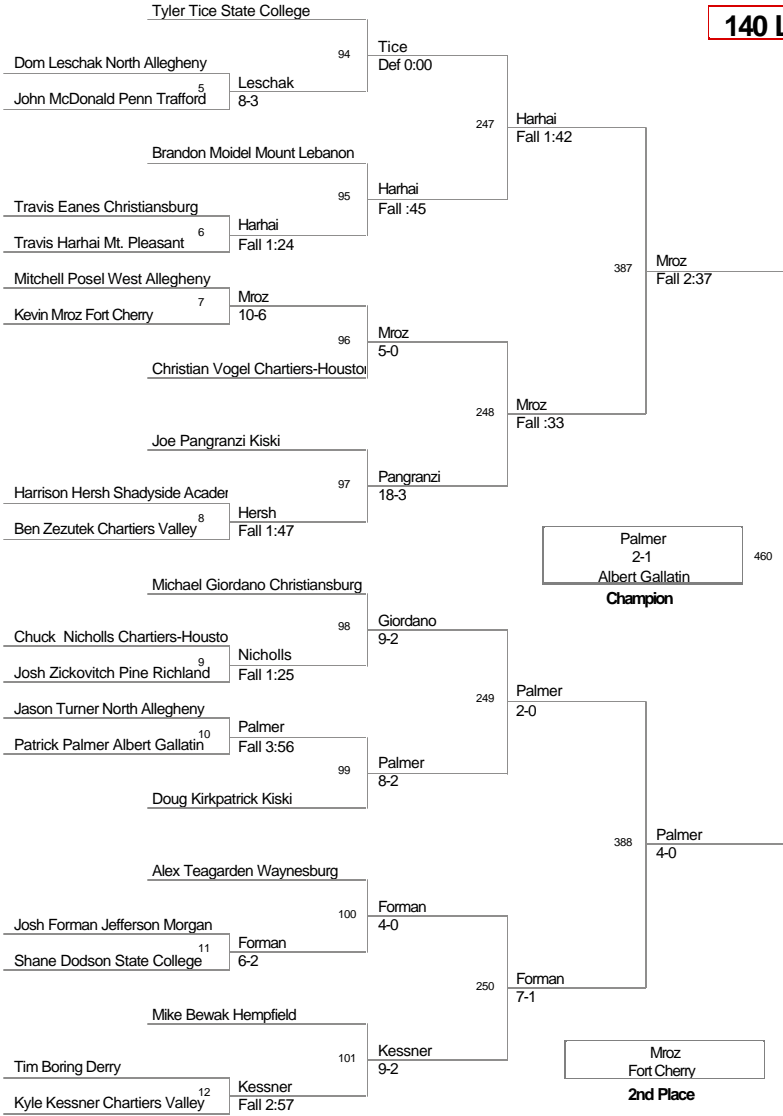 Tyler Tice State College
140 L
94
Tice
Def 0:00
Dom Leschak North Allegheny
5
Leschak
John McDonald Penn Trafford
8-3
247
Harhai
Fall 1:42
Brandon Moidel Mount Lebanon
95
Harhai
Fall :45
Travis Eanes Christiansburg
6
Harhai
Travis Harhai Mt. Pleasant
Fall 1:24
387
Mroz
Fall 2:37
Mitchell Posel West Allegheny
7
Mroz
Kevin Mroz Fort Cherry
10-6
96
Mroz
5-0
Christian Vogel Chartiers-Houston
248
Mroz
Fall :33
Joe Pangranzi Kiski
97
Pangranzi
18-3
Harrison Hersh Shadyside Acader
8
Hersh
Ben Zezutek Chartiers Valley
Fall 1:47
Palmer
2-1
460
Albert Gallatin
Champion
Michael Giordano Christiansburg
98
Giordano
9-2
Chuck Nicholls Chartiers-Housto
9
Nicholls
Josh Zickovitch Pine Richland
Fall 1:25
249
Palmer
2-0
Jason Turner North Allegheny
10
Palmer
Patrick Palmer Albert Gallatin
Fall 3:56
99
Palmer
8-2
Doug Kirkpatrick Kiski
388
Palmer
4-0
Alex Teagarden Waynesburg
100
Forman
4-0
Josh Forman Jefferson Morgan
11
Forman
Shane Dodson State College
6-2
250
Forman
7-1
Mike Bewak Hempfield
101
Kessner
9-2
Tim Boring Derry
12
Kessner
Kyle Kessner Chartiers Valley
Fall 2:57
Mroz
Fort Cherry
2nd Place